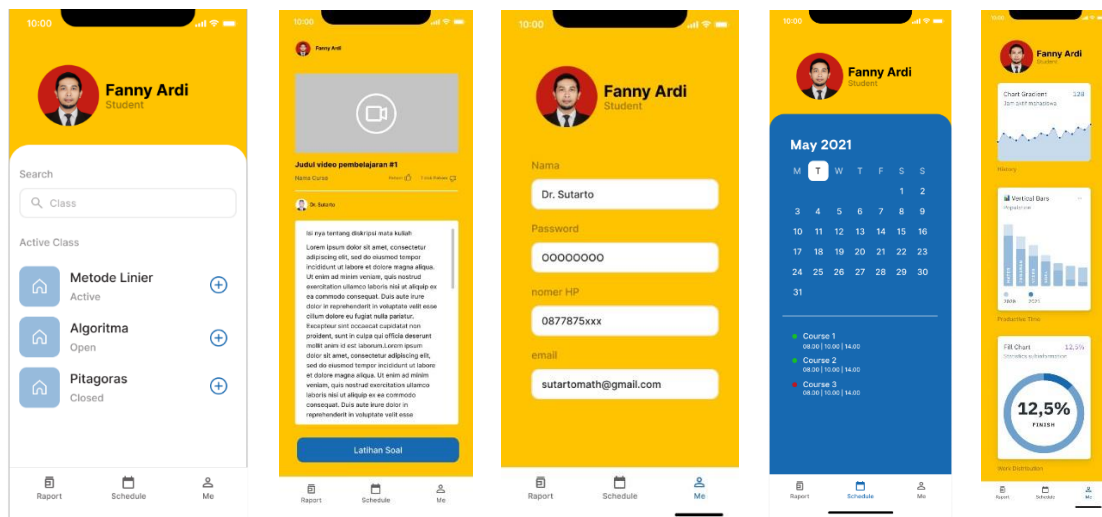 10:00
Fanny Ardi
Student
Search
Class
Active Class
Metode Linier
Active
Algoritma
Open
Pitagoras
Closed
Raport Schedule Me
10:00
Fanny Ardi
Judul video pembelajaran #1
Dr. Sutarto
Isi nya tentang diskripsi mata kuliah
Lorem ipsum dolor sit amet, consectetur
adipiscing elit, sed do eiusmod tempor
incididunt ut labore et dolore magna aliqua.
Ut enim ad minim veniam, quis nostrud
exercitation ullamco laboris nisi ut aliquip ex
ea commodo consequat. Duis aute irure
dolor in reprehenderit in voluptate velit esse
cillum dolore eu fugiat nulla pariatur.
Excepteur sint occaecat cupidatat non
proident, sunt in culpa qui officia deserunt
mollit anim id est laborum.Lorem ipsum
dolor sit amet, consectetur adipiscing elit,
sed do eiusmod tempor incididunt ut labore
et dolore magna aliqua. Ut enim ad minim
veniam, quis nostrud exercitation ullamco
laboris nisi ut aliquip ex ea commodo
consequat. Duis aute irure dolor in
reprehenderit in voluptate velit esse
Latihan Soal
Raport Schedule Me
10:00
Fanny Ardi
Student
Nama
Dr. Sutarto
Password
OOOOOOOO
nomer HP
0877875xxx
email
sutartomath@gmail.com
Raport Schedule Me
10:00
Fanny Ardi
Student
May 2021
M T W T F S S
1 2
3 4 5 6 7 8 9
10 11 12 13 14 15 16
17 18 19 20 21 22 23
24 25 26 27 28 29 30
31
Course 1
08.00 | 10.00 | 14.00
Course 2
08.00 | 10.00 | 14.00
Course 3
08.00 | 10.00 | 14.00
Raport Schedule Me
10:00
Fanny Ardi
Student
Chart Gradient 128
Jam aktif mahasiswa
History
Vertical Bars
Population
2020 2021
Productive Time
Fill Chart 12,5%
12,5%
FINISH
Work Distribution
Raport Schedule Me